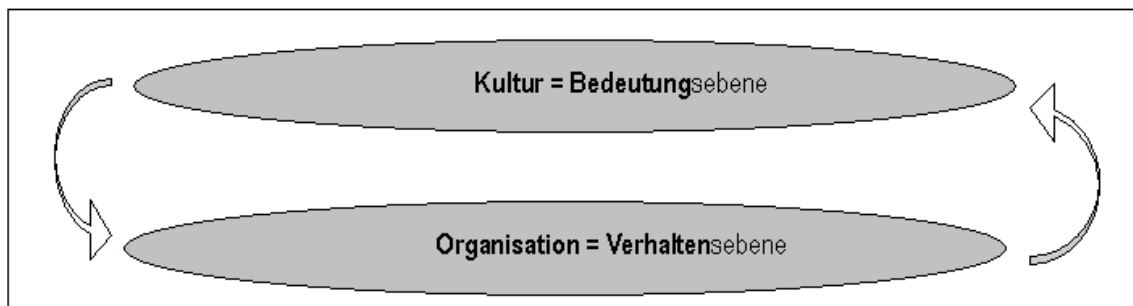 Kultur = Bedeutungsebene
Organisation = Verhaltensebene